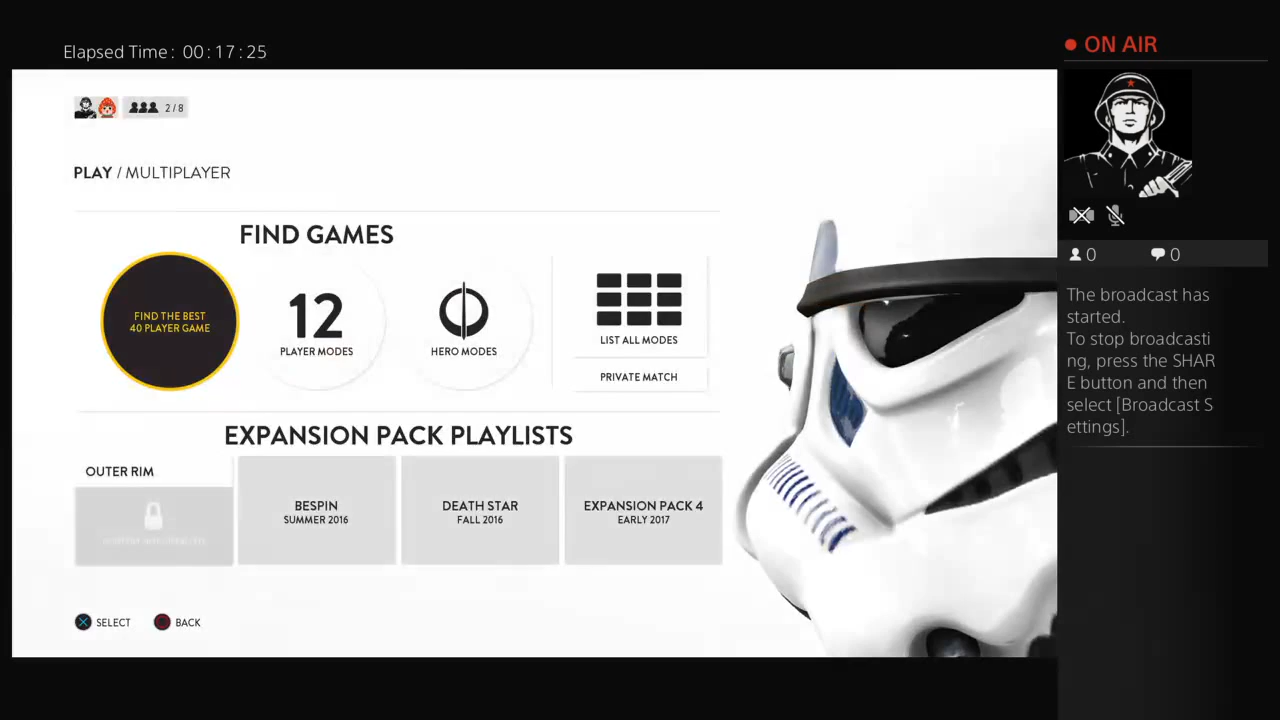 Elapsed Time: 00:17:25
ON AIR
2/8
PLAY / MULTIPLAYER
FIND GAMES
FIND THE BEST
40 PLAYER GAME
12
PLAYER MODES
HERO MODES
LIST ALL MODES
PRIVATE MATCH
EXPANSION PACK PLAYLISTS
OUTER RIM
BESPIN
SUMMER 2016
DEATH STAR
FALL 2016
EXPANSION PACK 4
EARLY 2017
SELECT
BACK
0
0
The broadcast has
started.
To stop broadcasti
ng, press the SHAR
E button and then
select [Broadcast S
ettings].